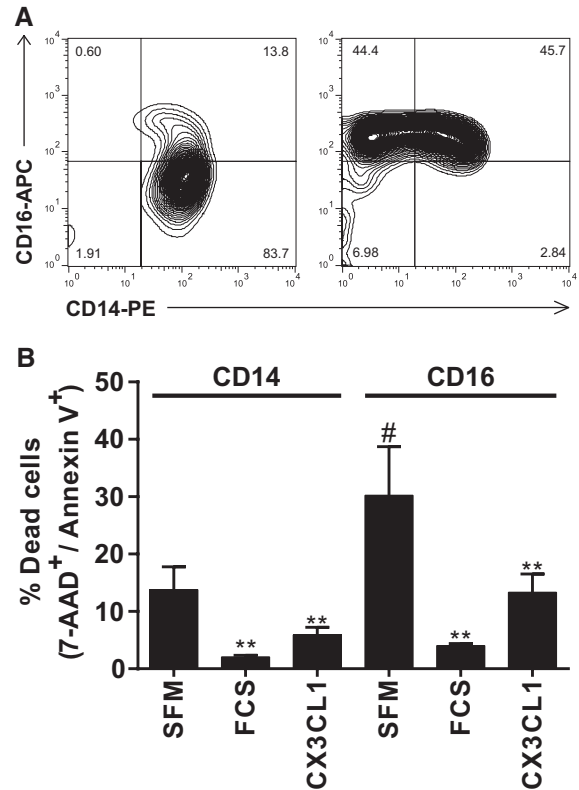 A
CD16-APC
10^4
10^3
10^2
10^1
10^0
0.60
13.8
1.91
83.7
10^0 10^1 10^2 10^3 10^4
10^4
10^3
10^2
10^1
10^0
44.4
45.7
6.98
2.84
10^0 10^1 10^2 10^3 10^4
CD14-PE
B
% Dead cells
(7-AAD+/ Annexin V+)
50
40
30
20
10
0
CD14
CD16
#
**
**
**
**
SFM
FCS
CX3CL1
SFM
FCS
CX3CL1